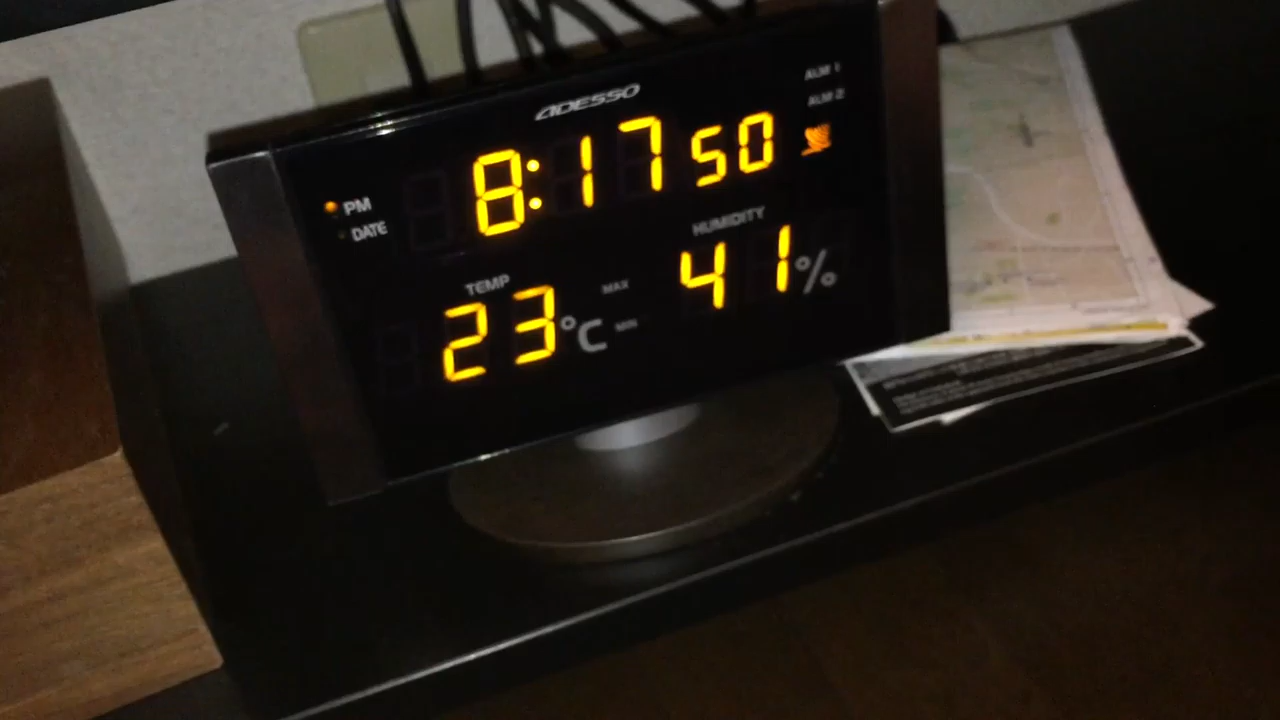 ADESSO
ALM 1
ALM 2
8:17 50
PM
DATE
HUMIDITY
41%
TEMP
23°C
MAX
MIN